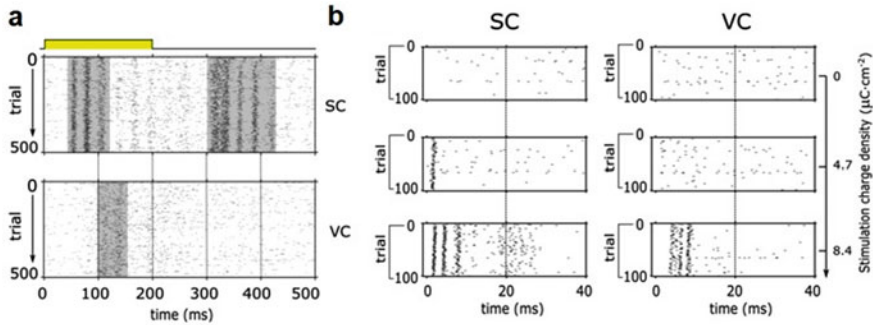 a
0
trial
500
SC
0
trial
500
VC
0 100 200 300 400 500
time (ms)
b
SC VC
0
trial
100
0
trial
100
0
0
trial
100
0
trial
100
4.7
0
trial
100
0
trial
100
8.4
0 20 40
time (ms)
0 20 40
time (ms)
Stimulation charge density (µC·cm⁻²)